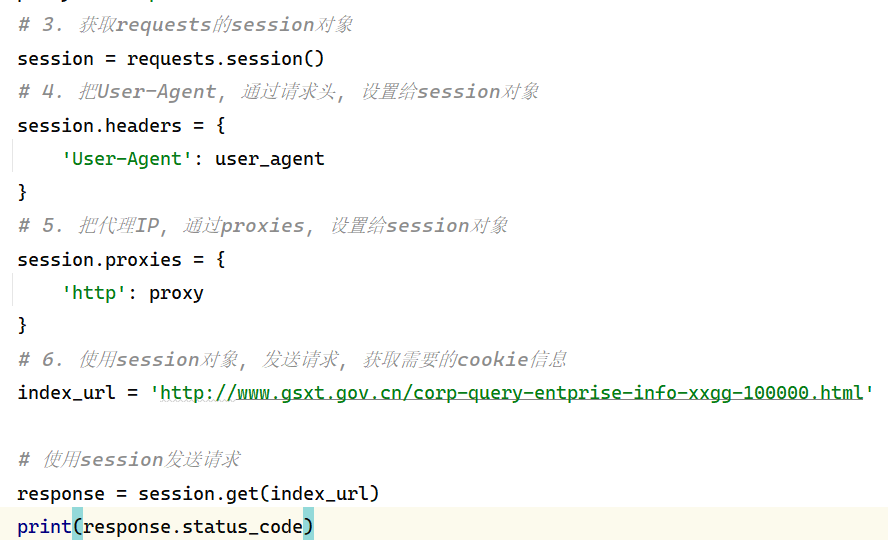 # 3. 获取requests的session对象
session = requests.session()
# 4. 把User-Agent, 通过请求头, 设置给session对象
session.headers = {
    'User-Agent': user_agent
}
# 5. 把代理IP, 通过proxies, 设置给session对象
session.proxies = {
    'http': proxy
}
# 6. 使用session对象, 发送请求, 获取需要的cookie信息
index_url = 'http://www.gsxt.gov.cn/corp-query-entprise-info-xxgg-100000.html'
# 使用session发送请求
response = session.get(index_url)
print(response.status_code)